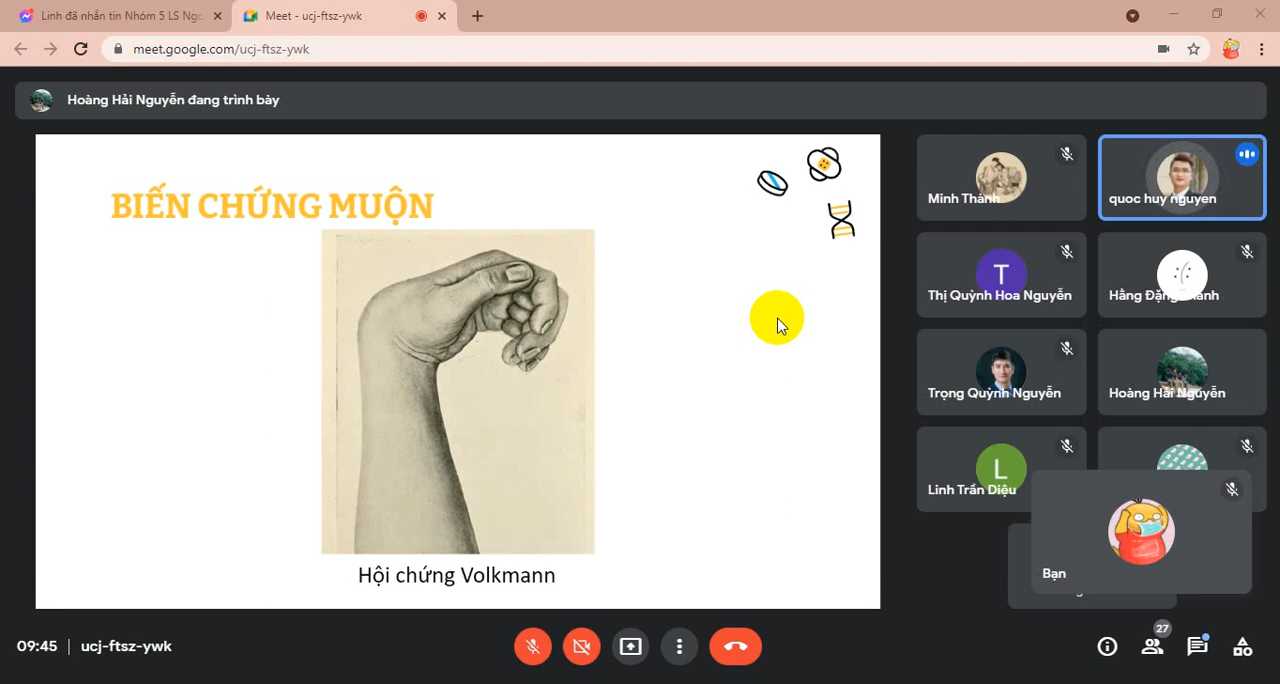 Linh đã nhắn tin Nhóm 5 LS Ngo
Meet - ucj-ftsz-ywk
meet.google.com/ucj-ftsz-ywk
Hoàng Hải Nguyễn đang trình bày
BIẾN CHỨNG MUỘN
Hội chứng Volkmann
Minh Thành
quoc huy nguyen
T
Thị Quỳnh Hoa Nguyễn
Hằng Đặng
Trọng Quỳnh Nguyễn
Hoàng Hải Nguyễn
L
Linh Trần Diệu
Bạn
09:45
ucj-ftsz-ywk
27